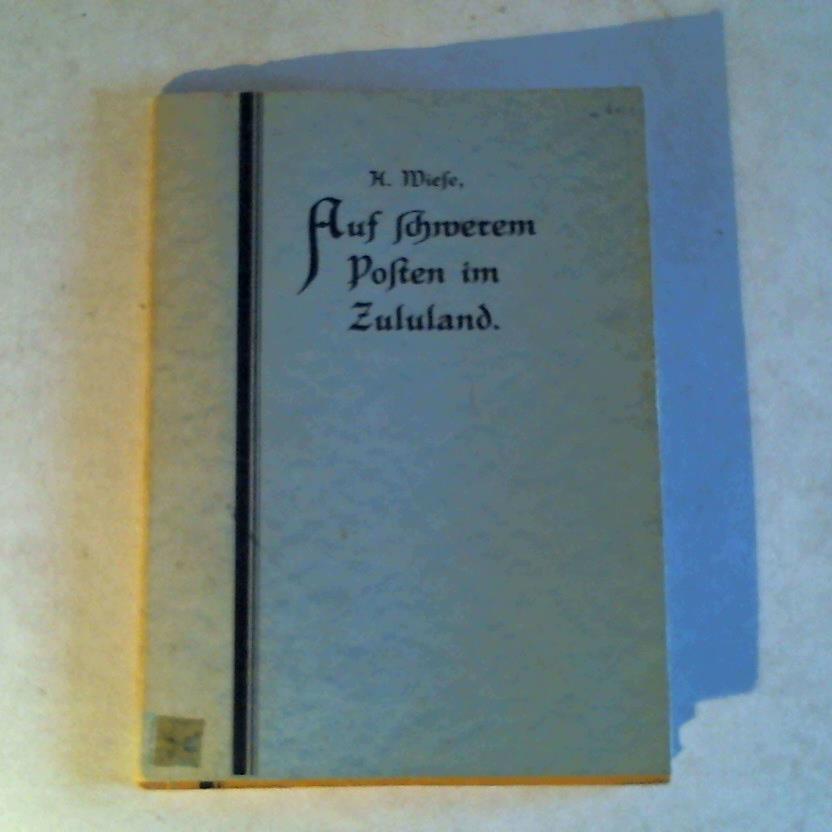 H. Wiese,
Auf schwerem
Posten im
Zululand.